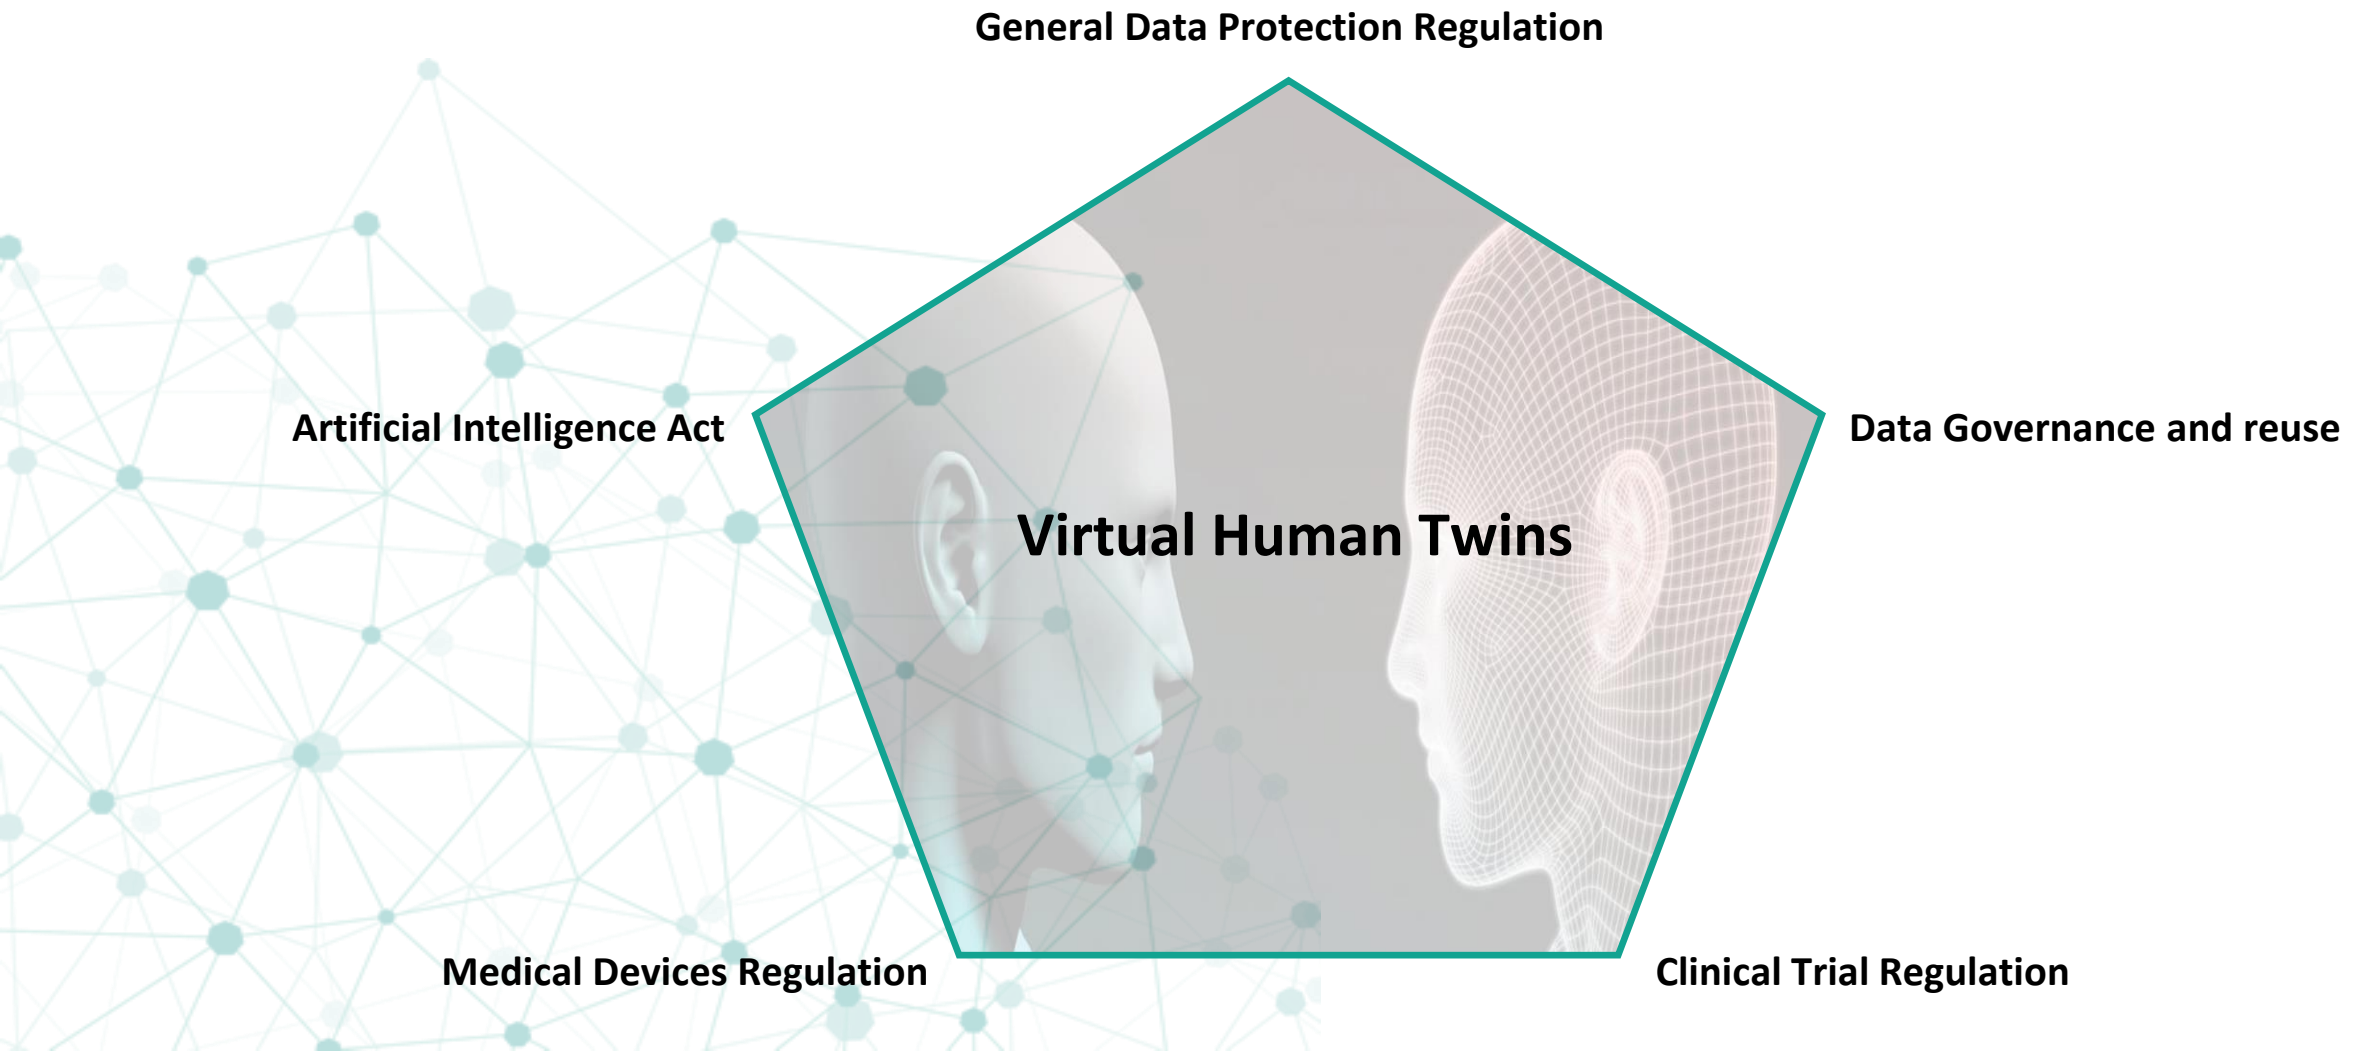 General Data Protection Regulation
Artificial Intelligence Act
Data Governance and reuse
Virtual Human Twins
Medical Devices Regulation
Clinical Trial Regulation